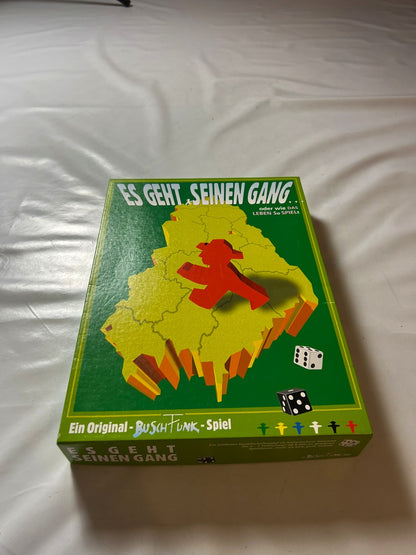 ES GEHT SEINEN GANG...
oder wie DAS
LEBEN So SPIELt
Ein Original-BUSCHFUNK-Spiel
ES GEHT
SEINEN GANG